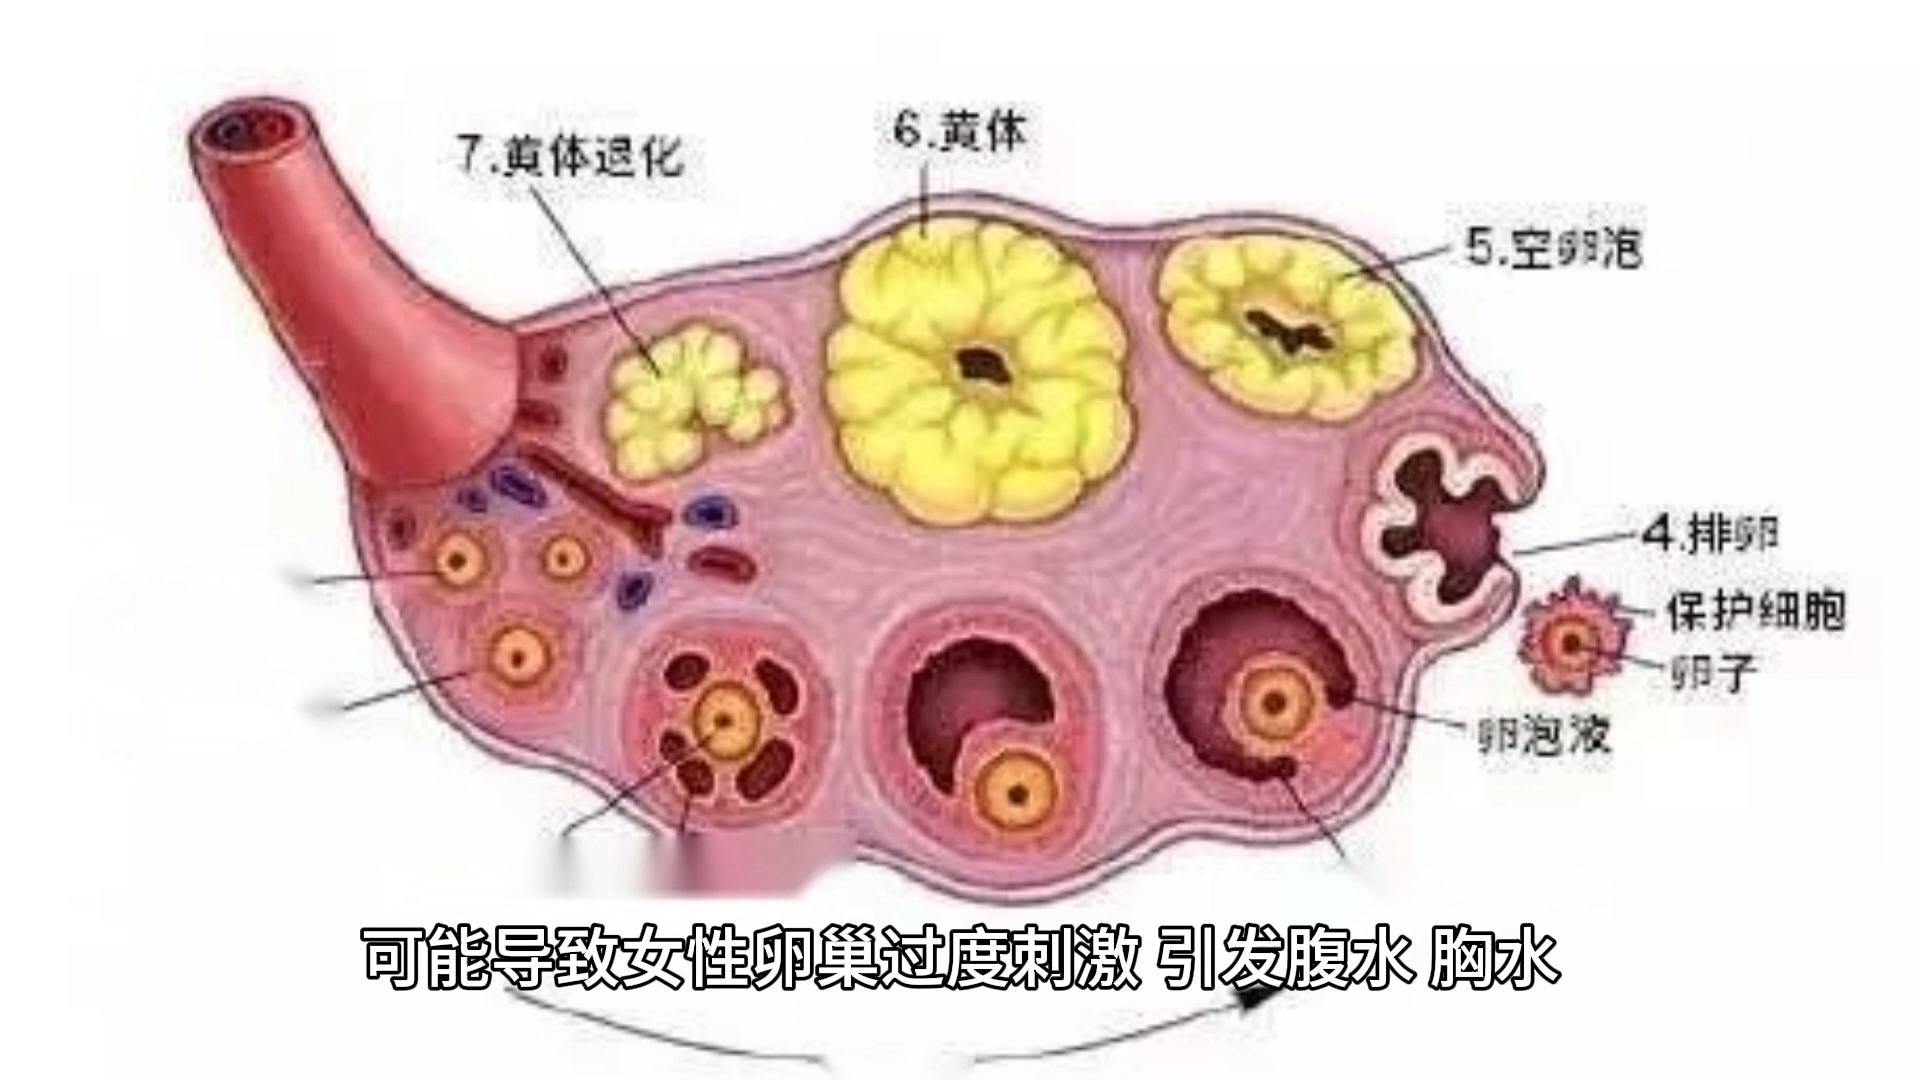 6.黄体
7.黄体退化
5.空卵泡
4.排卵
保护细胞
卵子
卵泡液
可能导致女性卵巢过度刺激 引发腹水 胸水